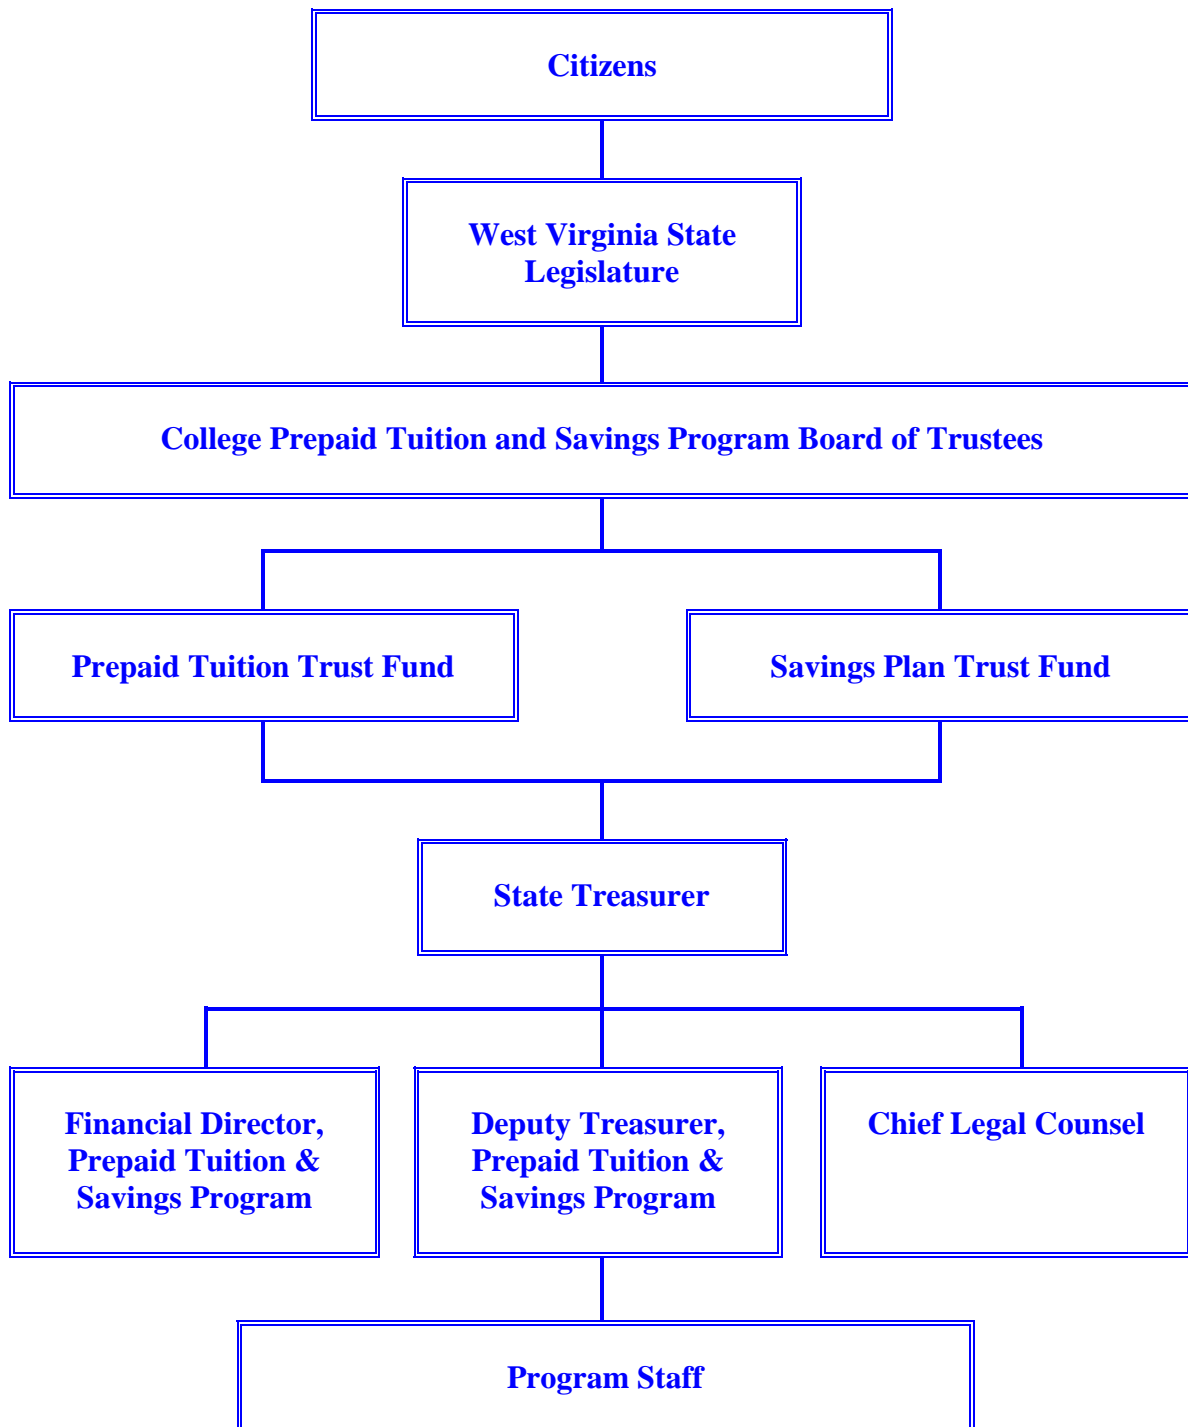 Citizens
West Virginia State
Legislature
College Prepaid Tuition and Savings Program Board of Trustees
Prepaid Tuition Trust Fund
Savings Plan Trust Fund
State Treasurer
Financial Director,
Prepaid Tuition &
Savings Program
Deputy Treasurer,
Prepaid Tuition &
Savings Program
Chief Legal Counsel
Program Staff